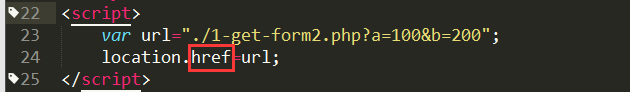 22 <script>
23 var url="./1-get-form2.php?a=100&b=200";
24 location.href=url;
25 </script>